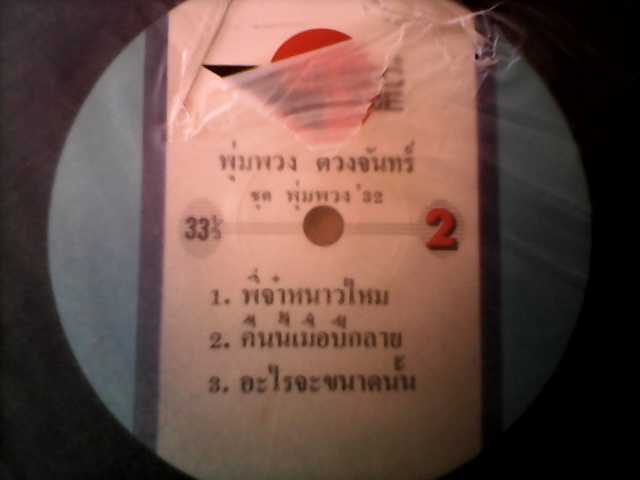 พุ่มพวง ดวงจันทร์
ชุด พุ่มพวง'32
33⅓
2
1. พี่จ๋าหนาวไหม
2. คืนนี้เมื่อปีกลาย
3. อะไรจะขนาดนั้น